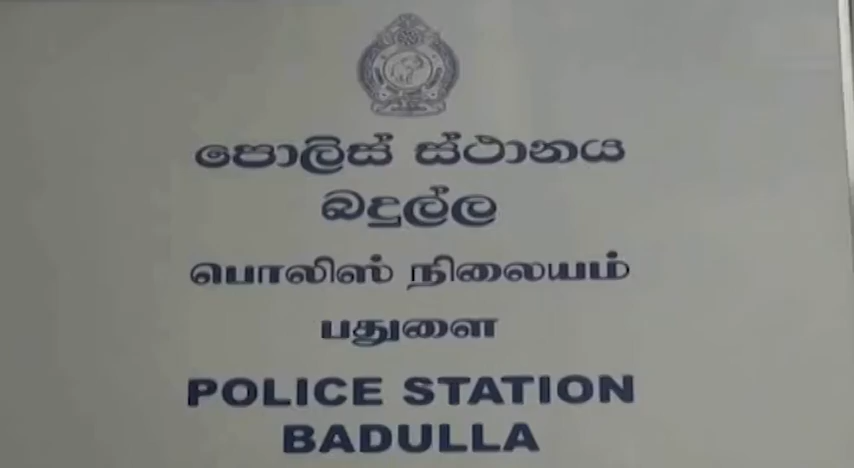 පොලිස් ස්ථානය
බදුල්ල
பொலிஸ் நிலையம்
பதுளை
POLICE STATION
BADULLA